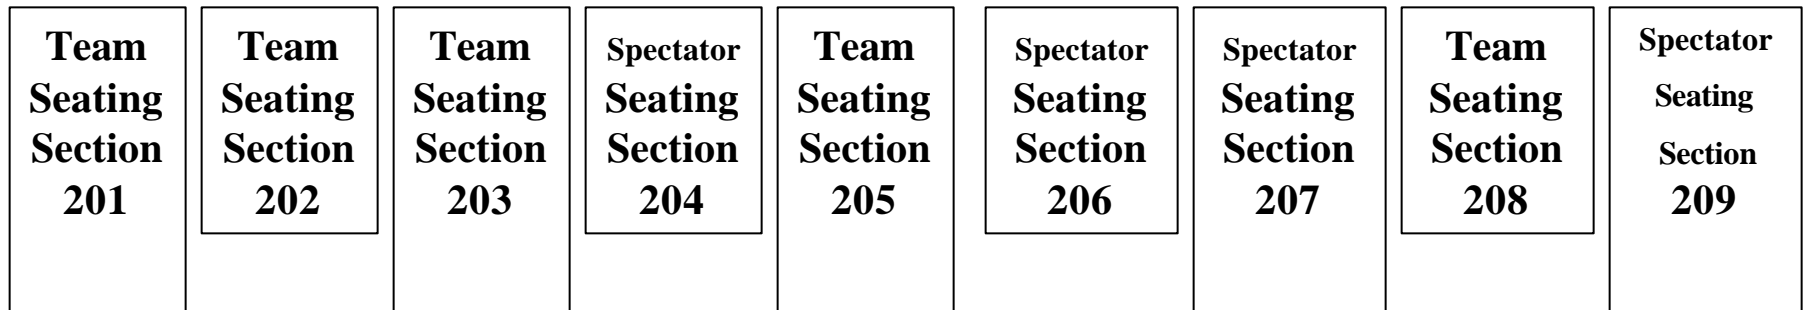 Team
Seating
Section
201
Team
Seating
Section
202
Team
Seating
Section
203
Spectator
Seating
Section
204
Team
Seating
Section
205
Spectator
Seating
Section
206
Spectator
Seating
Section
207
Team
Seating
Section
208
Spectator
Seating
Section
209